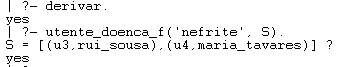 | ?- derivar.
yes
| ?- utente_doenca_f('nefrite', S).
S = [(u3,rui_sousa),(u4,maria_tavares)] ?
yes